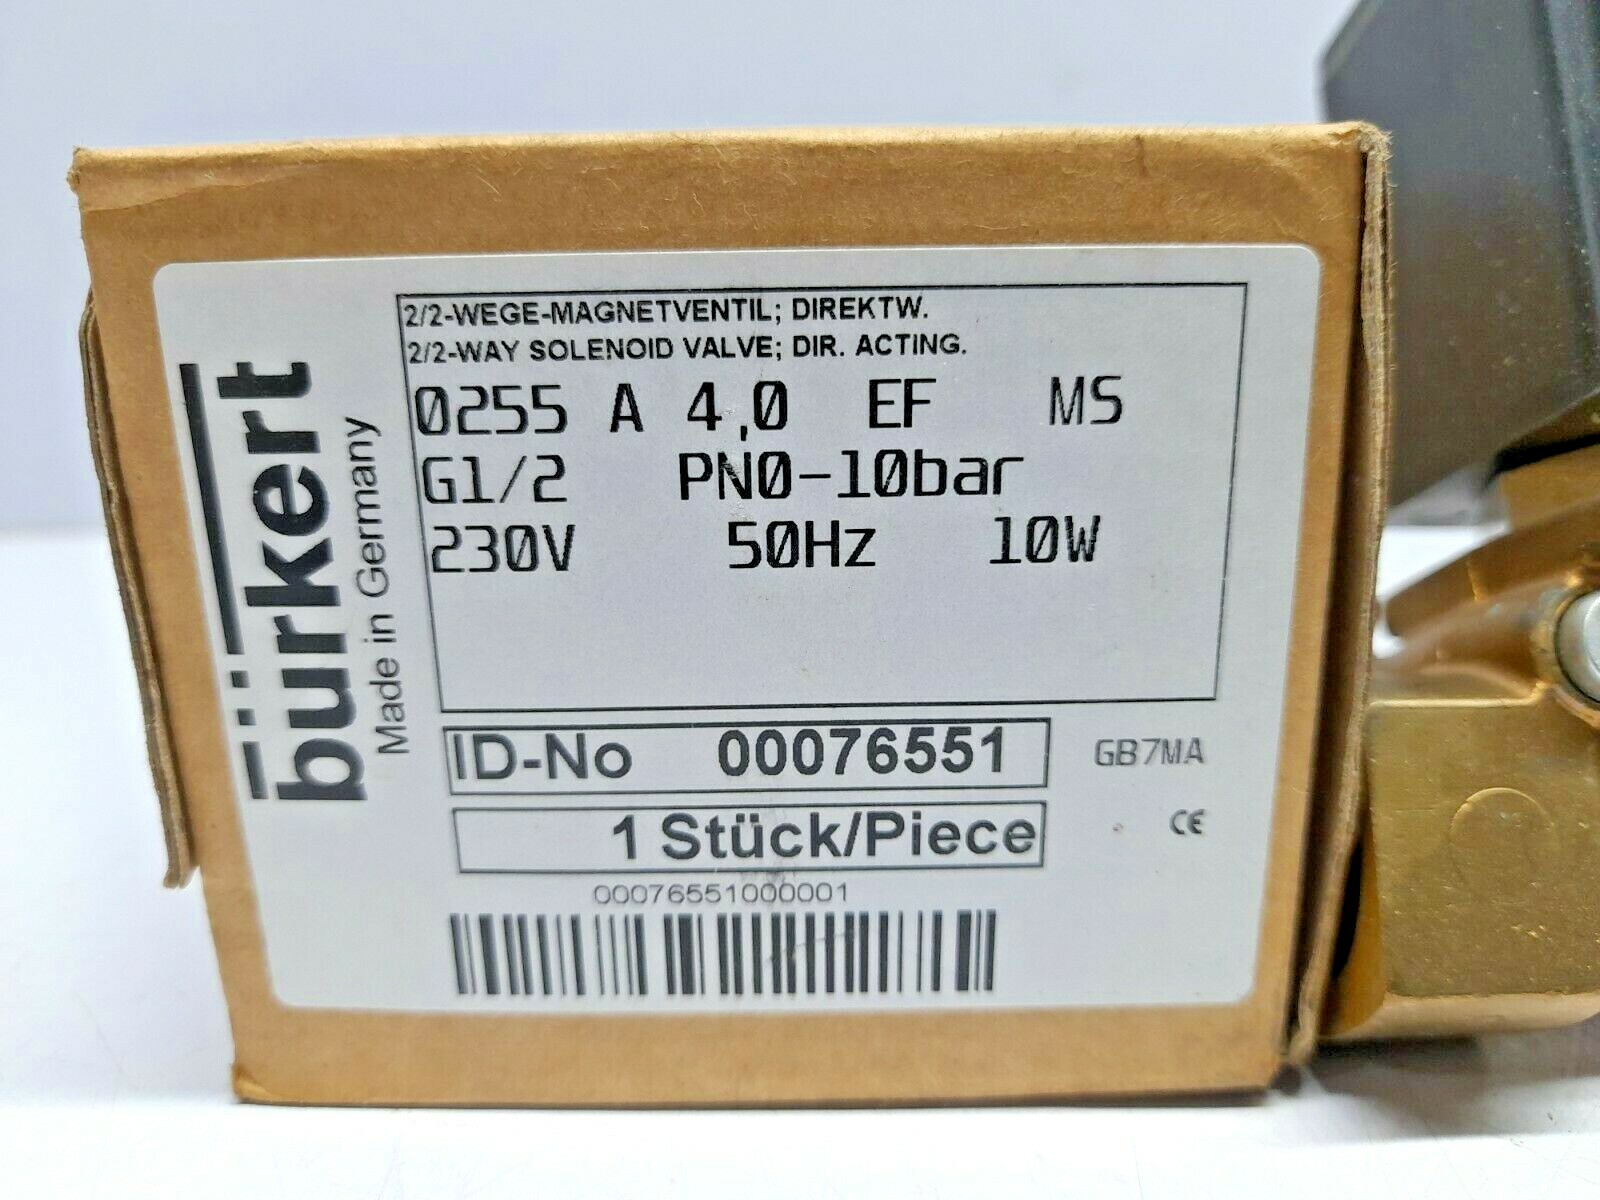 bürkert
Made in Germany
2/2-WEGE-MAGNETVENTIL; DIREKTW.
2/2-WAY SOLENOID VALVE; DIR. ACTING.
0255 A 4,0 EF MS
G1/2 PN0-10bar
230V 50Hz 10W
ID-No 00076551 GB7MA
1 Stück/Piece CE
00076551000001